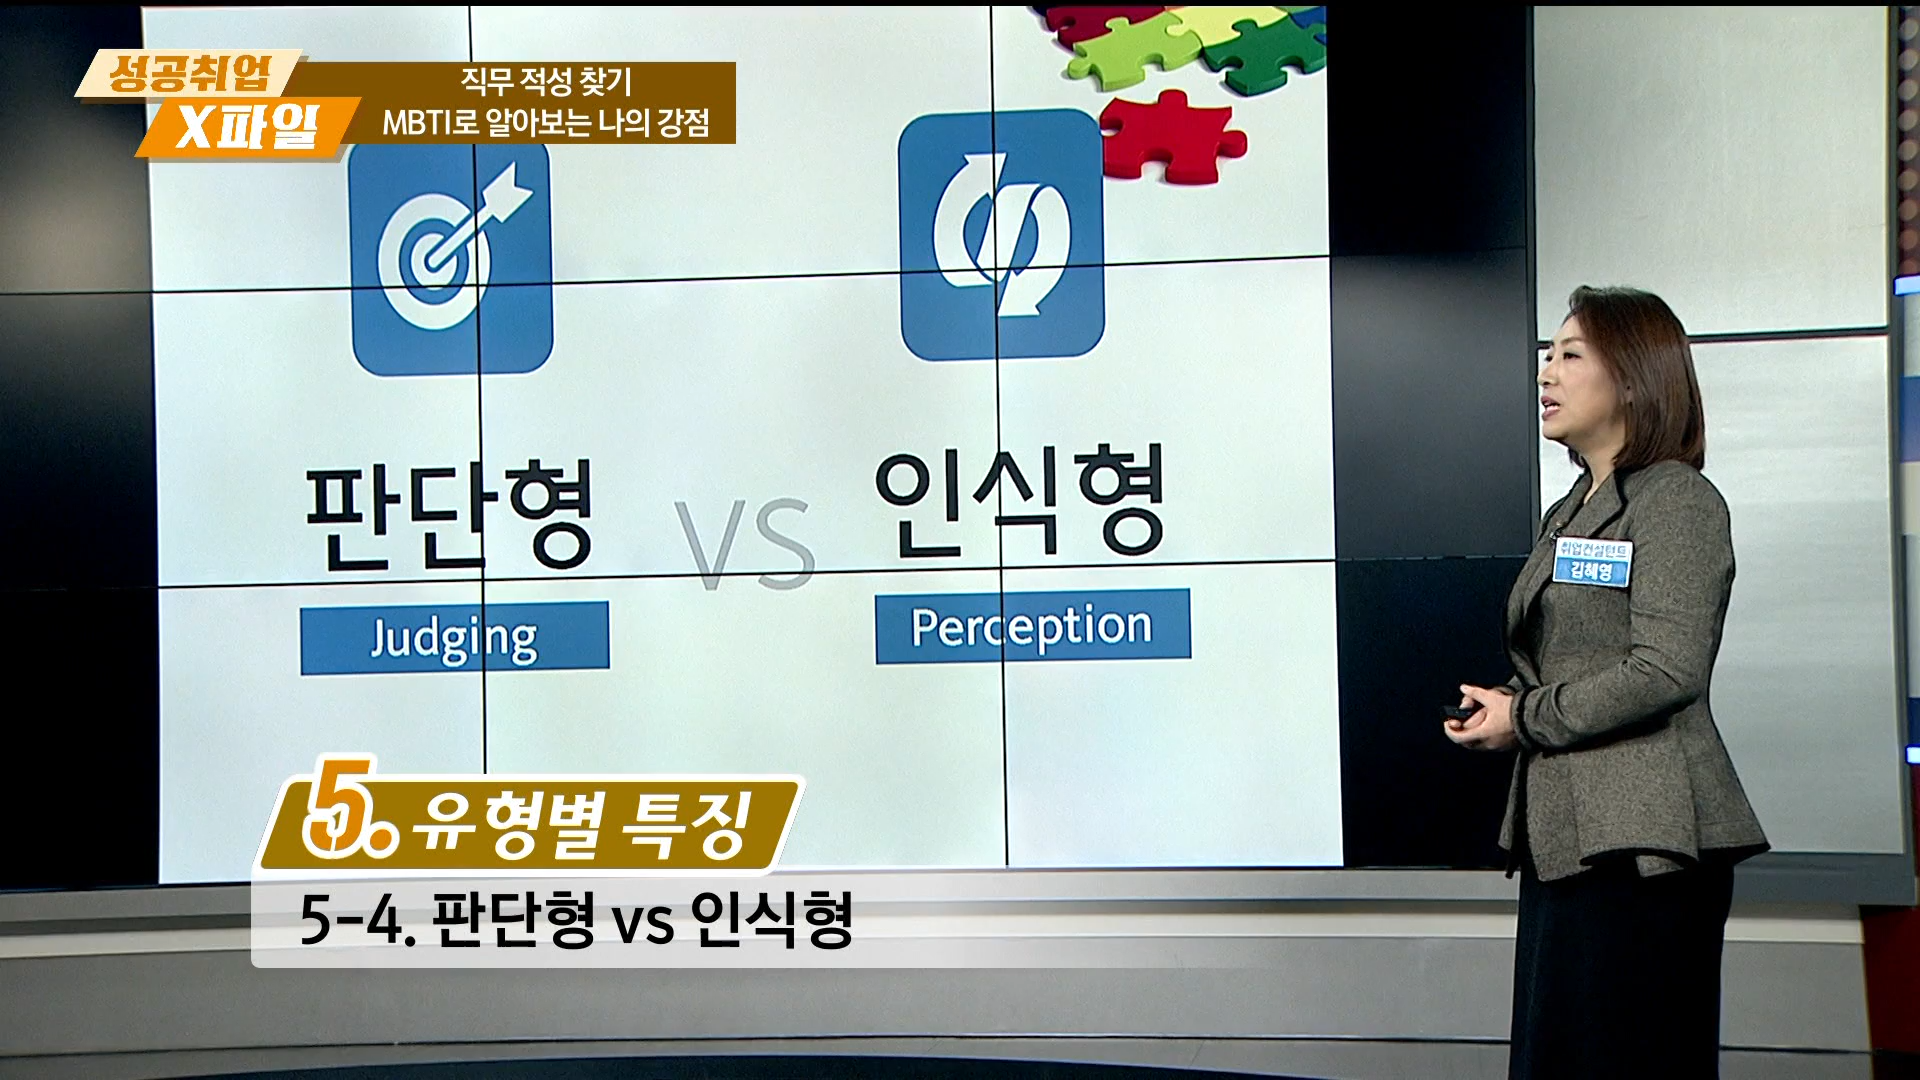 성공취업
X파일
직무 적성 찾기
MBTI로 알아보는 나의 강점
판단형 VS 인식형
Judging
Perception
취업컨설턴트
김혜영
5. 유형별 특징
5-4. 판단형 vs 인식형